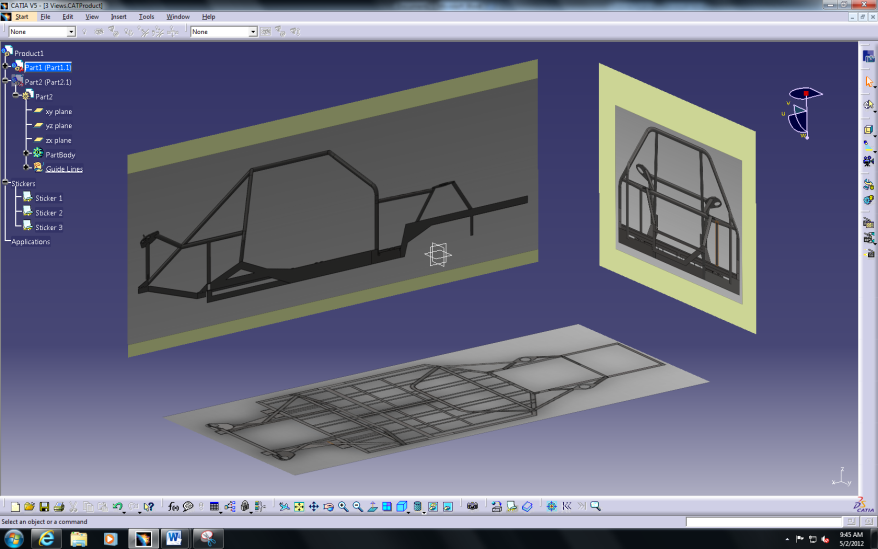 CATIA V5 - [3 Views.CATProduct]
Start File Edit View Insert Tools Window Help
None None
Product1
Part1 (Part1.1)
Part2 (Part2.1)
Part2
xy plane
yz plane
zx plane
PartBody
Guide Lines
Stickers
Sticker 1
Sticker 2
Sticker 3
Applications
v
u
w
z
x y
f(x)
CATIA
Select an object or a command
9:45 AM
5/2/2012